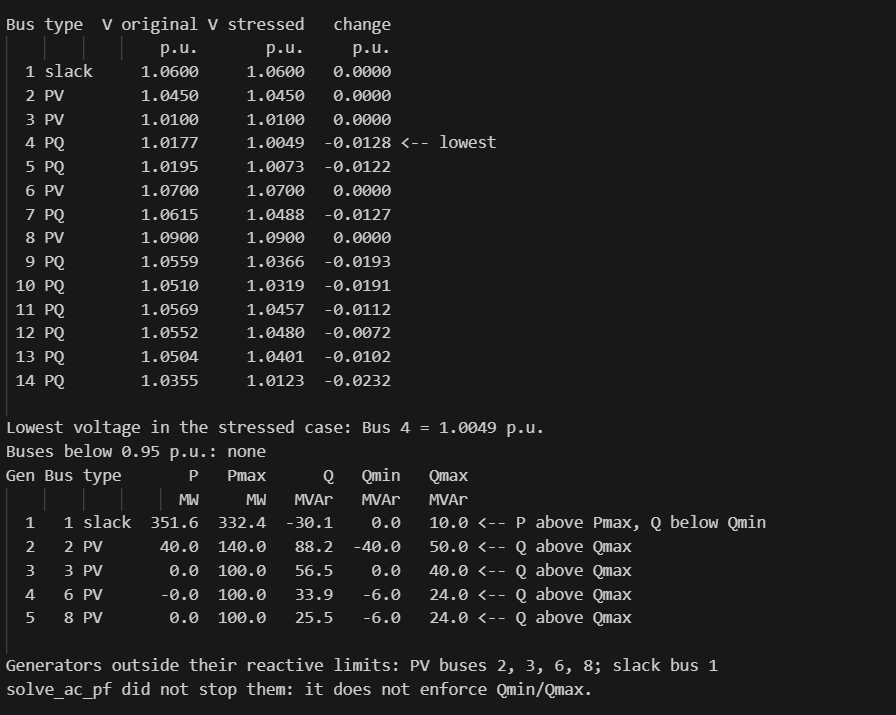 Bus type  V original V stressed   change
                p.u.       p.u.     p.u.
  1 slack     1.0600     1.0600   0.0000
  2 PV        1.0450     1.0450   0.0000
  3 PV        1.0100     1.0100   0.0000
  4 PQ        1.0177     1.0049  -0.0128 <-- lowest
  5 PQ        1.0195     1.0073  -0.0122
  6 PV        1.0700     1.0700   0.0000
  7 PQ        1.0615     1.0488  -0.0127
  8 PV        1.0900     1.0900   0.0000
  9 PQ        1.0559     1.0366  -0.0193
 10 PQ        1.0510     1.0319  -0.0191
 11 PQ        1.0569     1.0457  -0.0112
 12 PQ        1.0552     1.0480  -0.0072
 13 PQ        1.0504     1.0401  -0.0102
 14 PQ        1.0355     1.0123  -0.0232
Lowest voltage in the stressed case: Bus 4 = 1.0049 p.u.
Buses below 0.95 p.u.: none
Gen Bus type       P   Pmax      Q   Qmin   Qmax
                  MW     MW   MVAr   MVAr   MVAr
  1   1 slack  351.6  332.4  -30.1    0.0   10.0 <-- P above Pmax, Q below Qmin
  2   2 PV      40.0  140.0   88.2  -40.0   50.0 <-- Q above Qmax
  3   3 PV       0.0  100.0   56.5    0.0   40.0 <-- Q above Qmax
  4   6 PV      -0.0  100.0   33.9   -6.0   24.0 <-- Q above Qmax
  5   8 PV       0.0  100.0   25.5   -6.0   24.0 <-- Q above Qmax
Generators outside their reactive limits: PV buses 2, 3, 6, 8; slack bus 1
solve_ac_pf did not stop them: it does not enforce Qmin/Qmax.